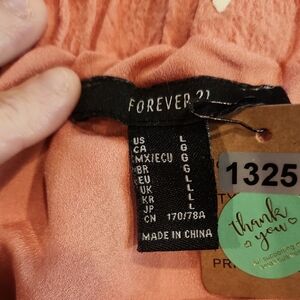 FOREVER 21
US L
CA G
MX/ECU G
BR G
EU L
UK L
KR L
JP L
CN 170/78A
MADE IN CHINA
1325
thank
you